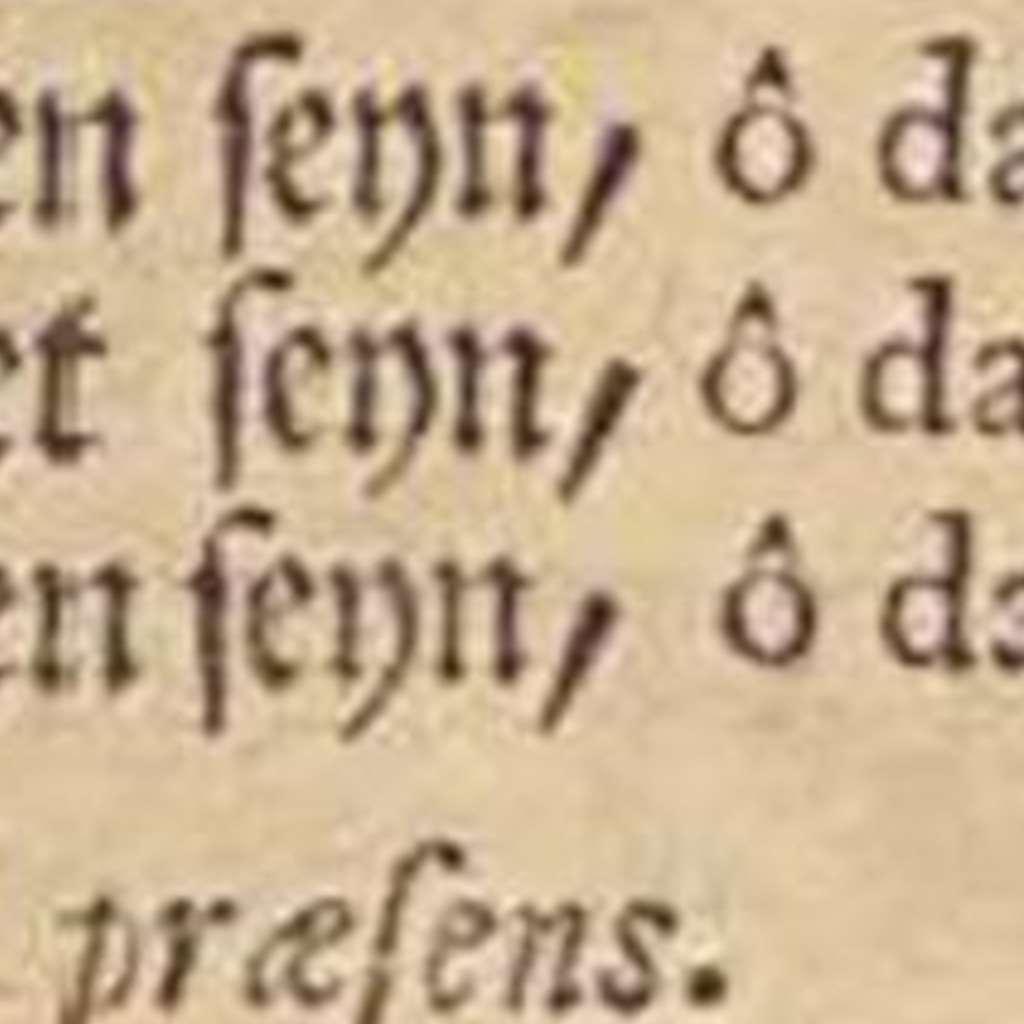 en ſeyn, ô da
et ſeyn, ô da
en ſeyn, ô da
præſens.